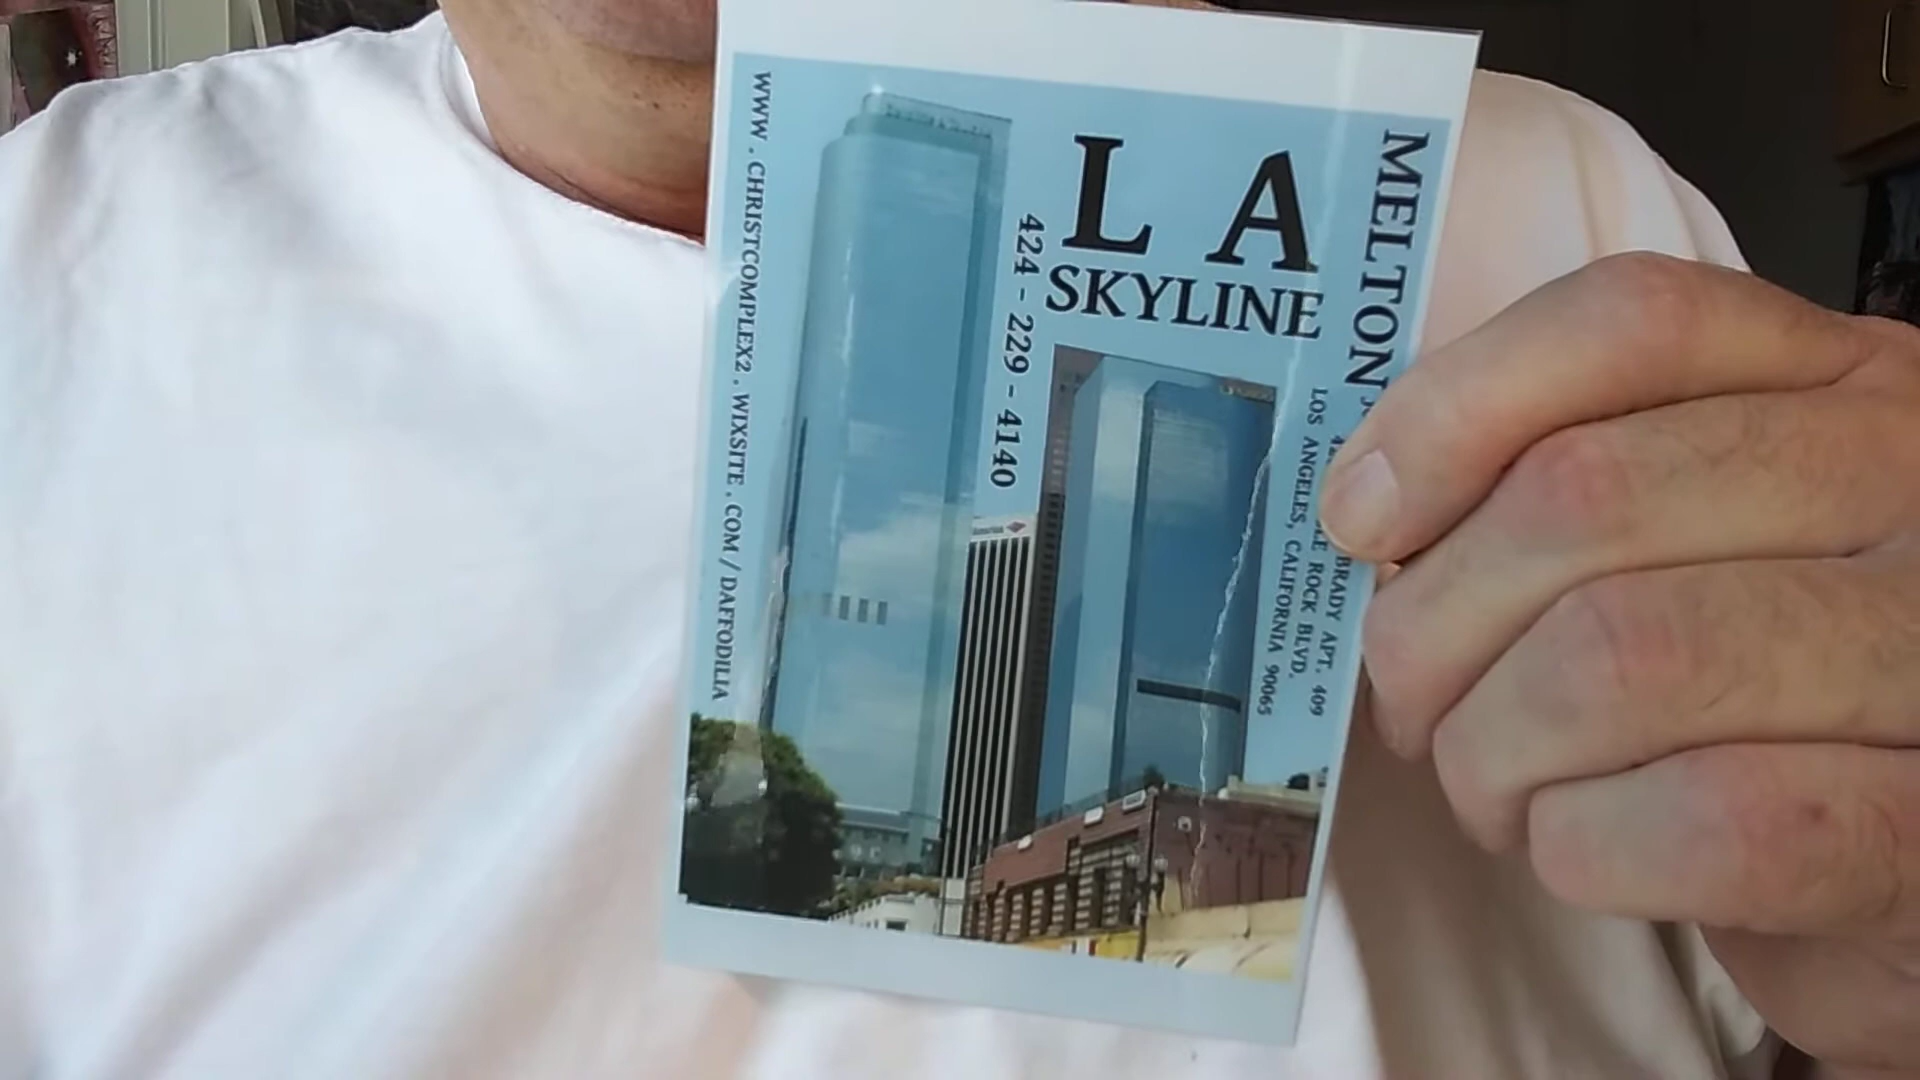 L A
SKYLINE
424 - 229 - 4140
WWW . CHRISTCOMPLEX2 . WIXSITE . COM / DAFFODILIA
MELTON
BRADY APT. 409
ROCK BLVD.
LOS ANGELES, CALIFORNIA 90065